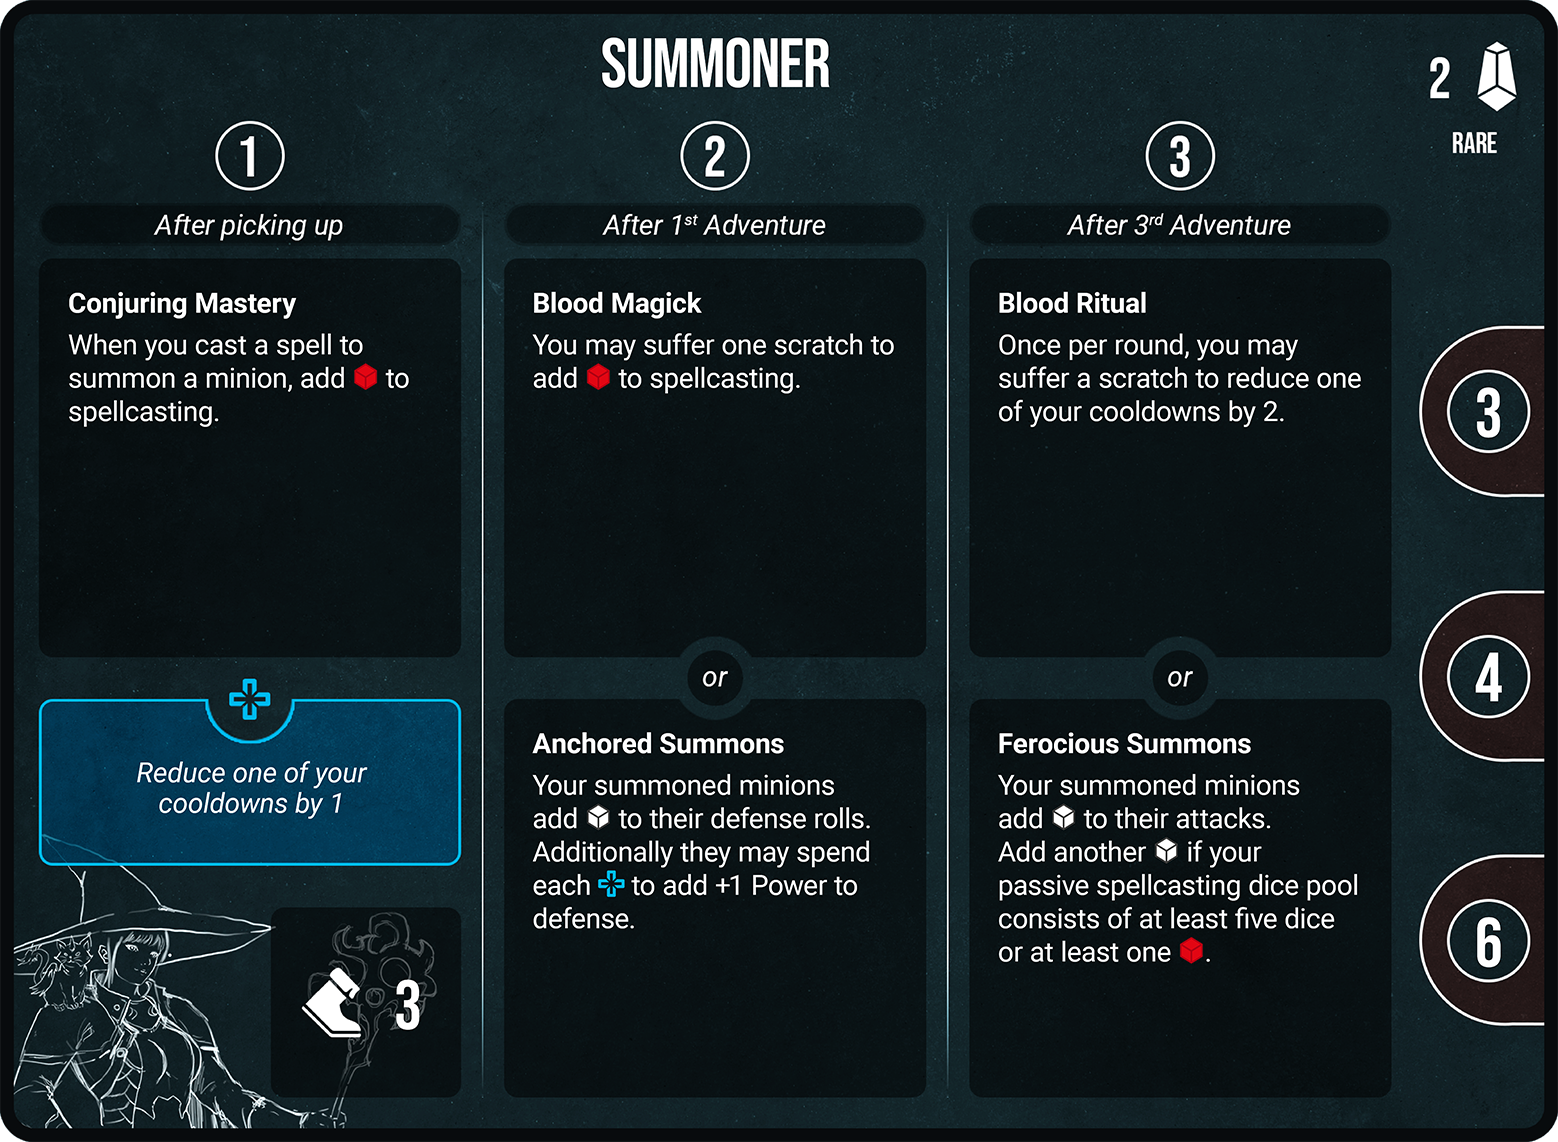 SUMMONER
2
RARE
1
After picking up
Conjuring Mastery
When you cast a spell to
summon a minion, add to
spellcasting.
Reduce one of your
cooldowns by 1
3
2
After 1st Adventure
Blood Magick
You may suffer one scratch to
add to spellcasting.
or
Anchored Summons
Your summoned minions
add to their defense rolls.
Additionally they may spend
each to add +1 Power to
defense.
3
After 3rd Adventure
Blood Ritual
Once per round, you may
suffer a scratch to reduce one
of your cooldowns by 2.
or
Ferocious Summons
Your summoned minions
add to their attacks.
Add another if your
passive spellcasting dice pool
consists of at least five dice
or at least one .
3
4
6